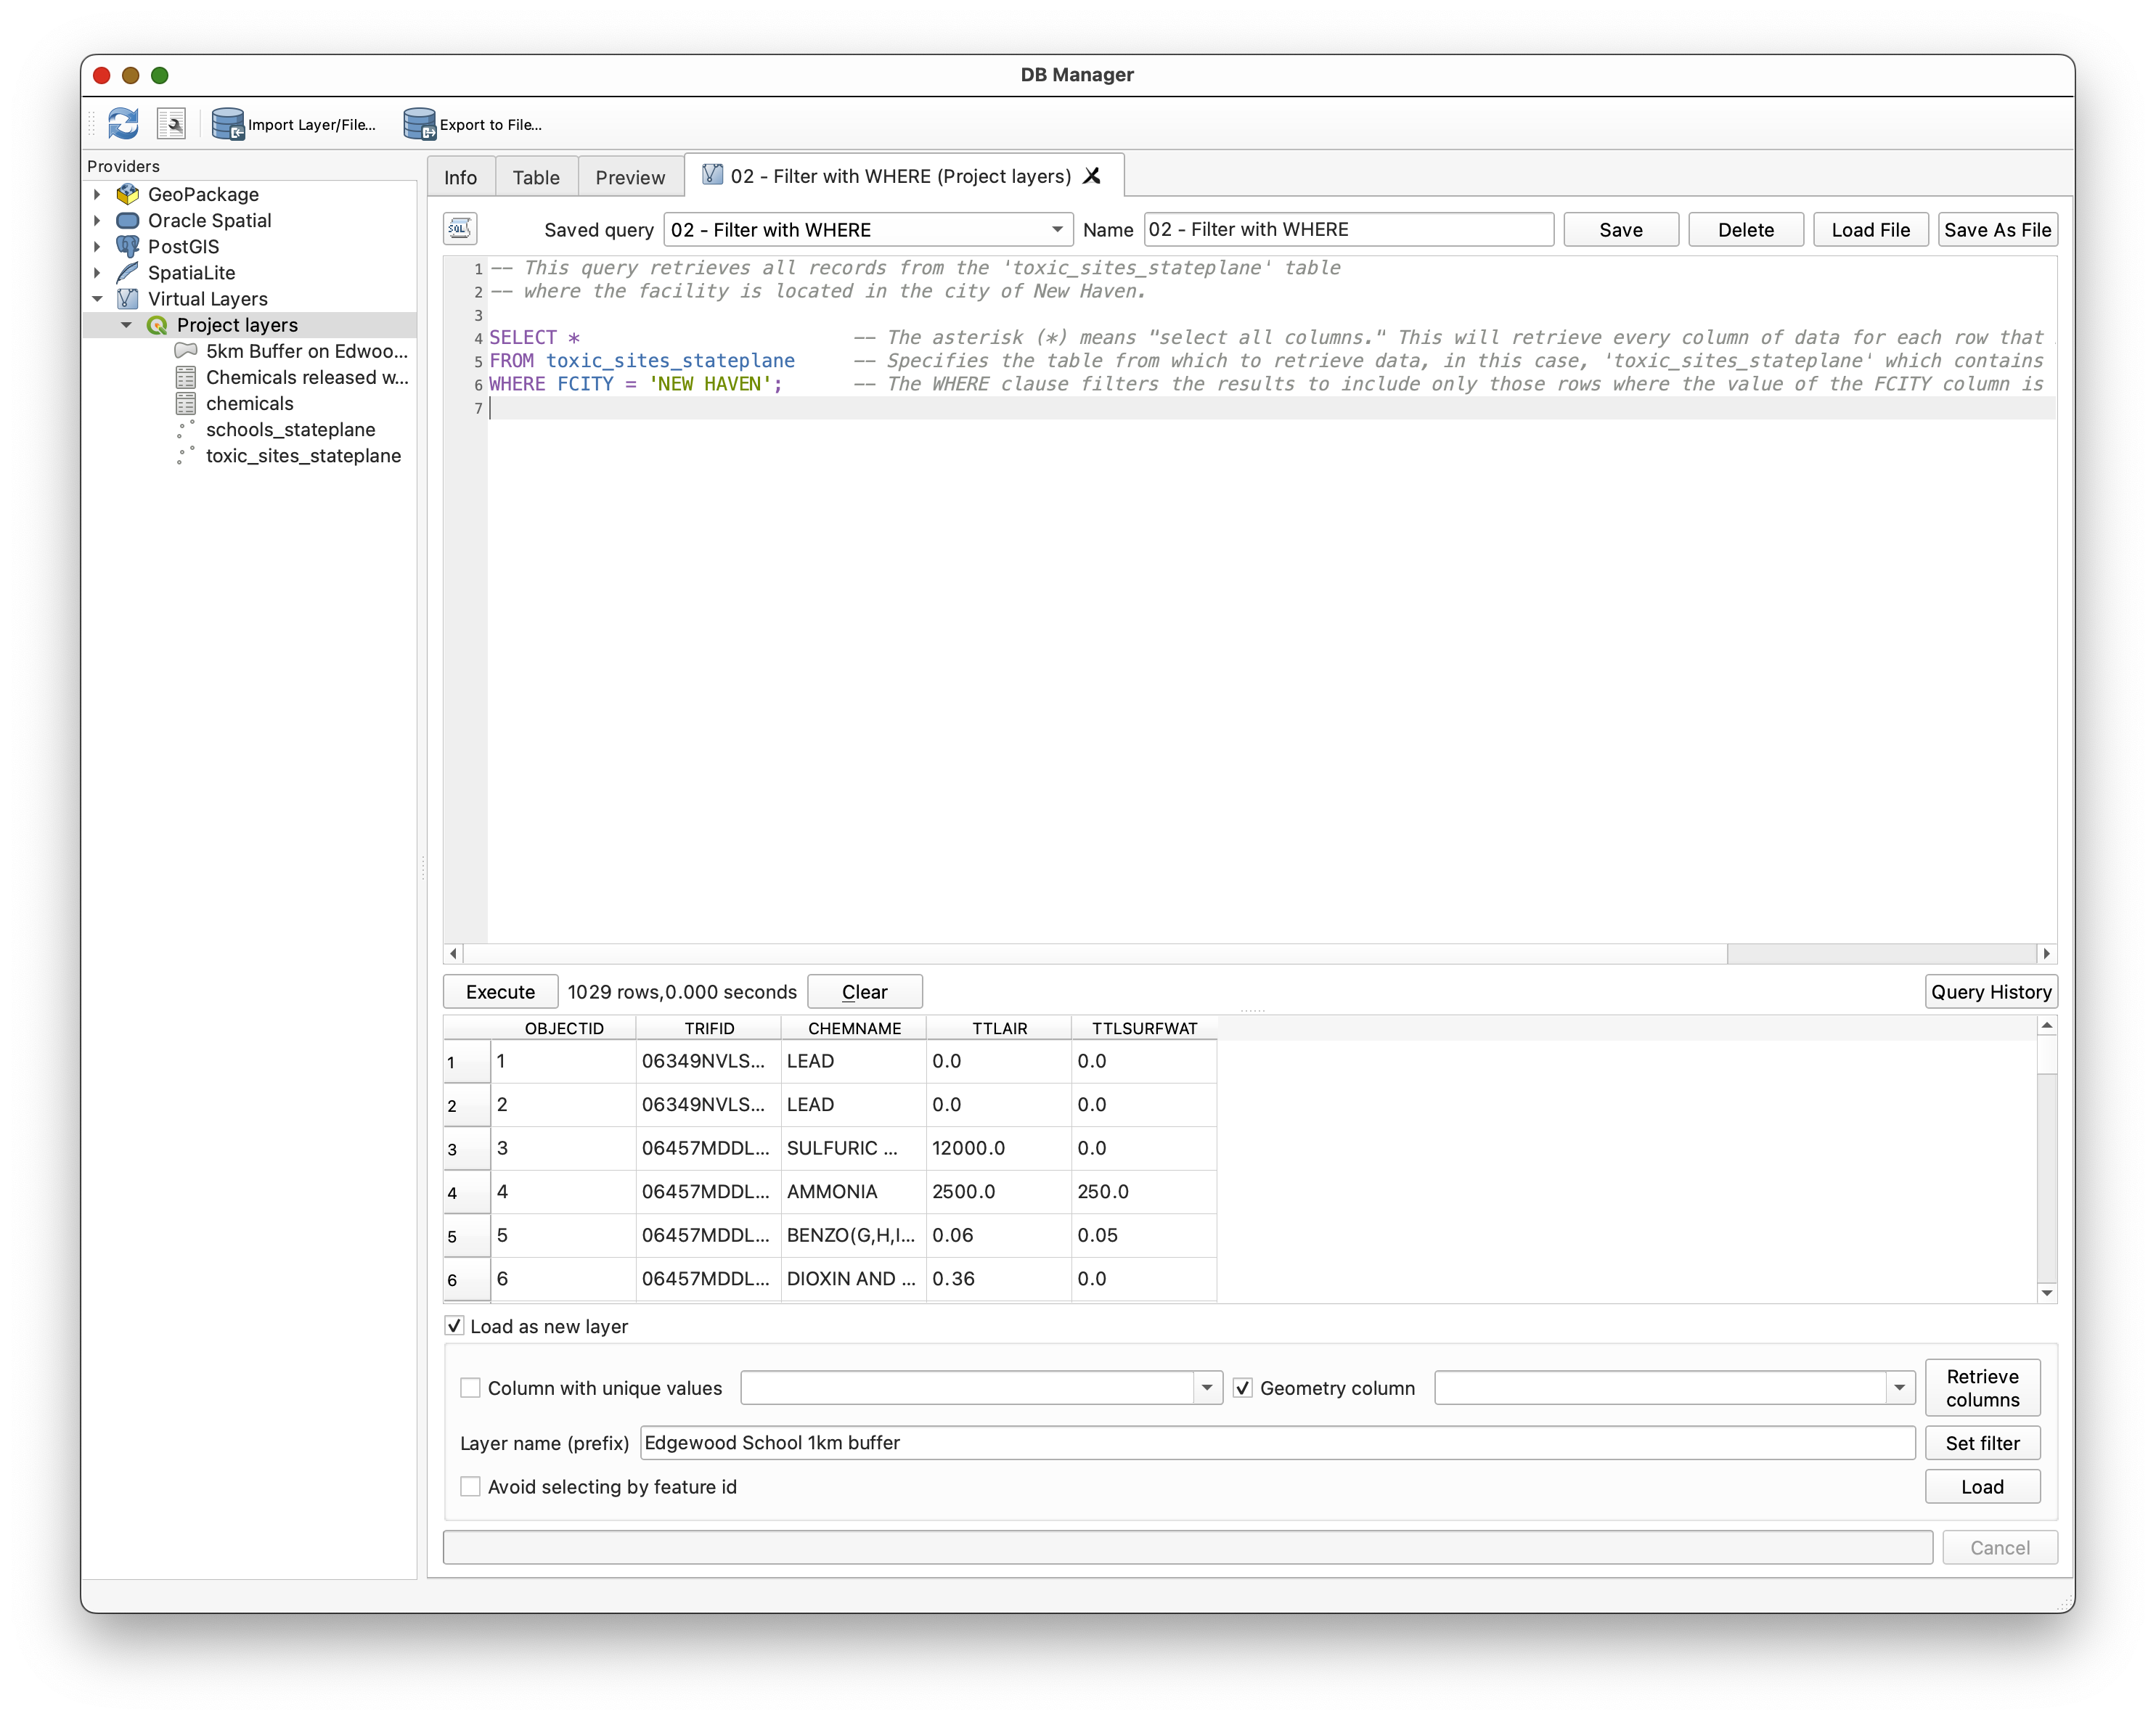 DB Manager
Import Layer/File... Export to File...
Providers
GeoPackage
Oracle Spatial
PostGIS
SpatiaLite
Virtual Layers
Project layers
5km Buffer on Edwoo...
Chemicals released w...
chemicals
schools_stateplane
toxic_sites_stateplane
Info Table Preview 02 - Filter with WHERE (Project layers)
SQL Saved query 02 - Filter with WHERE Name 02 - Filter with WHERE Save Delete Load File Save As File
1 -- This query retrieves all records from the 'toxic_sites_stateplane' table
2 -- where the facility is located in the city of New Haven.
3
4 SELECT * -- The asterisk (*) means "select all columns." This will retrieve every column of data for each row that
5 FROM toxic_sites_stateplane -- Specifies the table from which to retrieve data, in this case, 'toxic_sites_stateplane' which contains
6 WHERE FCITY = 'NEW HAVEN'; -- The WHERE clause filters the results to include only those rows where the value of the FCITY column is
7
Execute 1029 rows,0.000 seconds Clear Query History
OBJECTID TRIFID CHEMNAME TTLAIR TTLSURFWAT
1 1 06349NVLS... LEAD 0.0 0.0
2 2 06349NVLS... LEAD 0.0 0.0
3 3 06457MDDL... SULFURIC ... 12000.0 0.0
4 4 06457MDDL... AMMONIA 2500.0 250.0
5 5 06457MDDL... BENZO(G,H,I... 0.06 0.05
6 6 06457MDDL... DIOXIN AND ... 0.36 0.0
Load as new layer
Column with unique values Geometry column Retrieve columns
Layer name (prefix) Edgewood School 1km buffer Set filter
Avoid selecting by feature id Load
Cancel